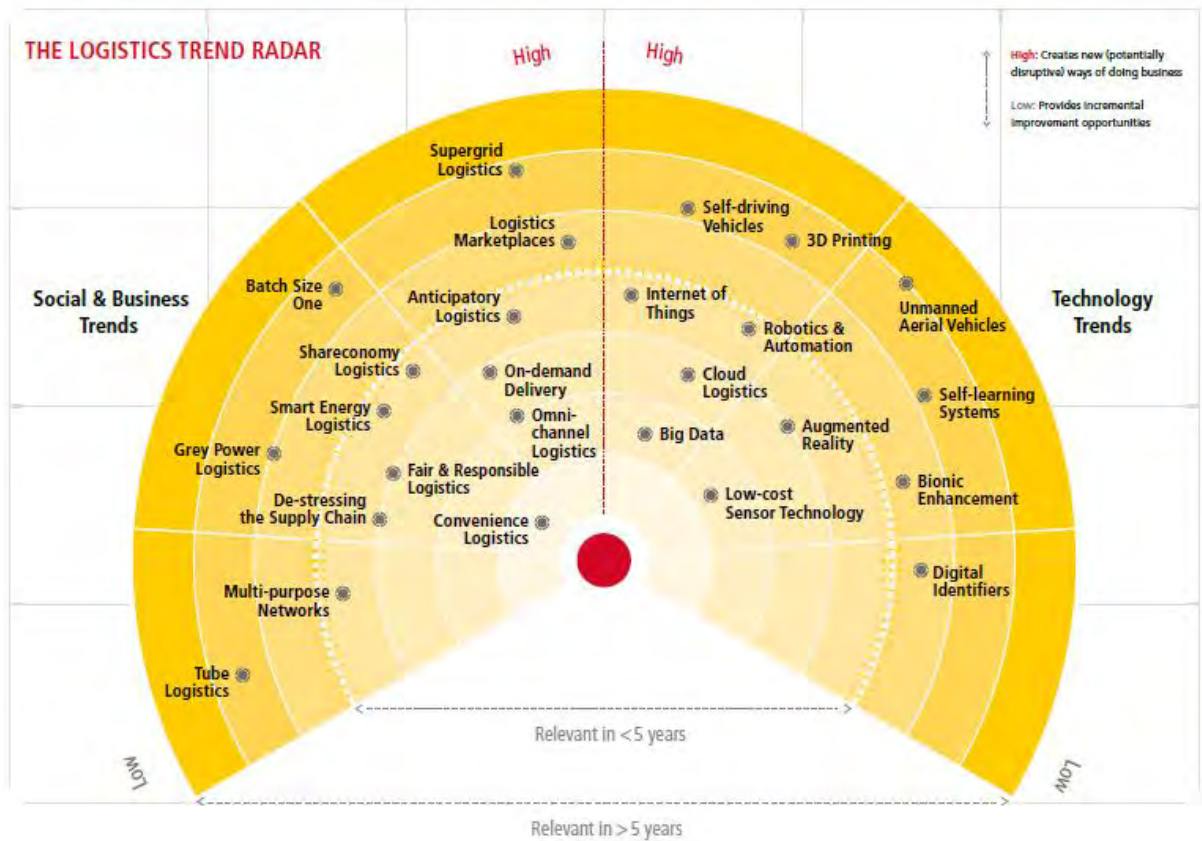 THE LOGISTICS TREND RADAR
High
High
High: Creates new (potentially
disruptive) ways of doing business
Low: Provides incremental
improvement opportunities
Social & Business
Trends
Technology
Trends
Supergrid
Logistics
Logistics
Marketplaces
Batch Size
One
Anticipatory
Logistics
Shareconomy
Logistics
On-demand
Delivery
Smart Energy
Logistics
Omni-
channel
Logistics
Grey Power
Logistics
Fair & Responsible
Logistics
De-stressing
the Supply Chain
Convenience
Logistics
Multi-purpose
Networks
Tube
Logistics
Self-driving
Vehicles
3D Printing
Unmanned
Aerial Vehicles
Internet of
Things
Robotics &
Automation
Cloud
Logistics
Self-learning
Systems
Big Data
Augmented
Reality
Low-cost
Sensor Technology
Bionic
Enhancement
Digital
Identifiers
Low
Low
Relevant in <5 years
Relevant in >5 years